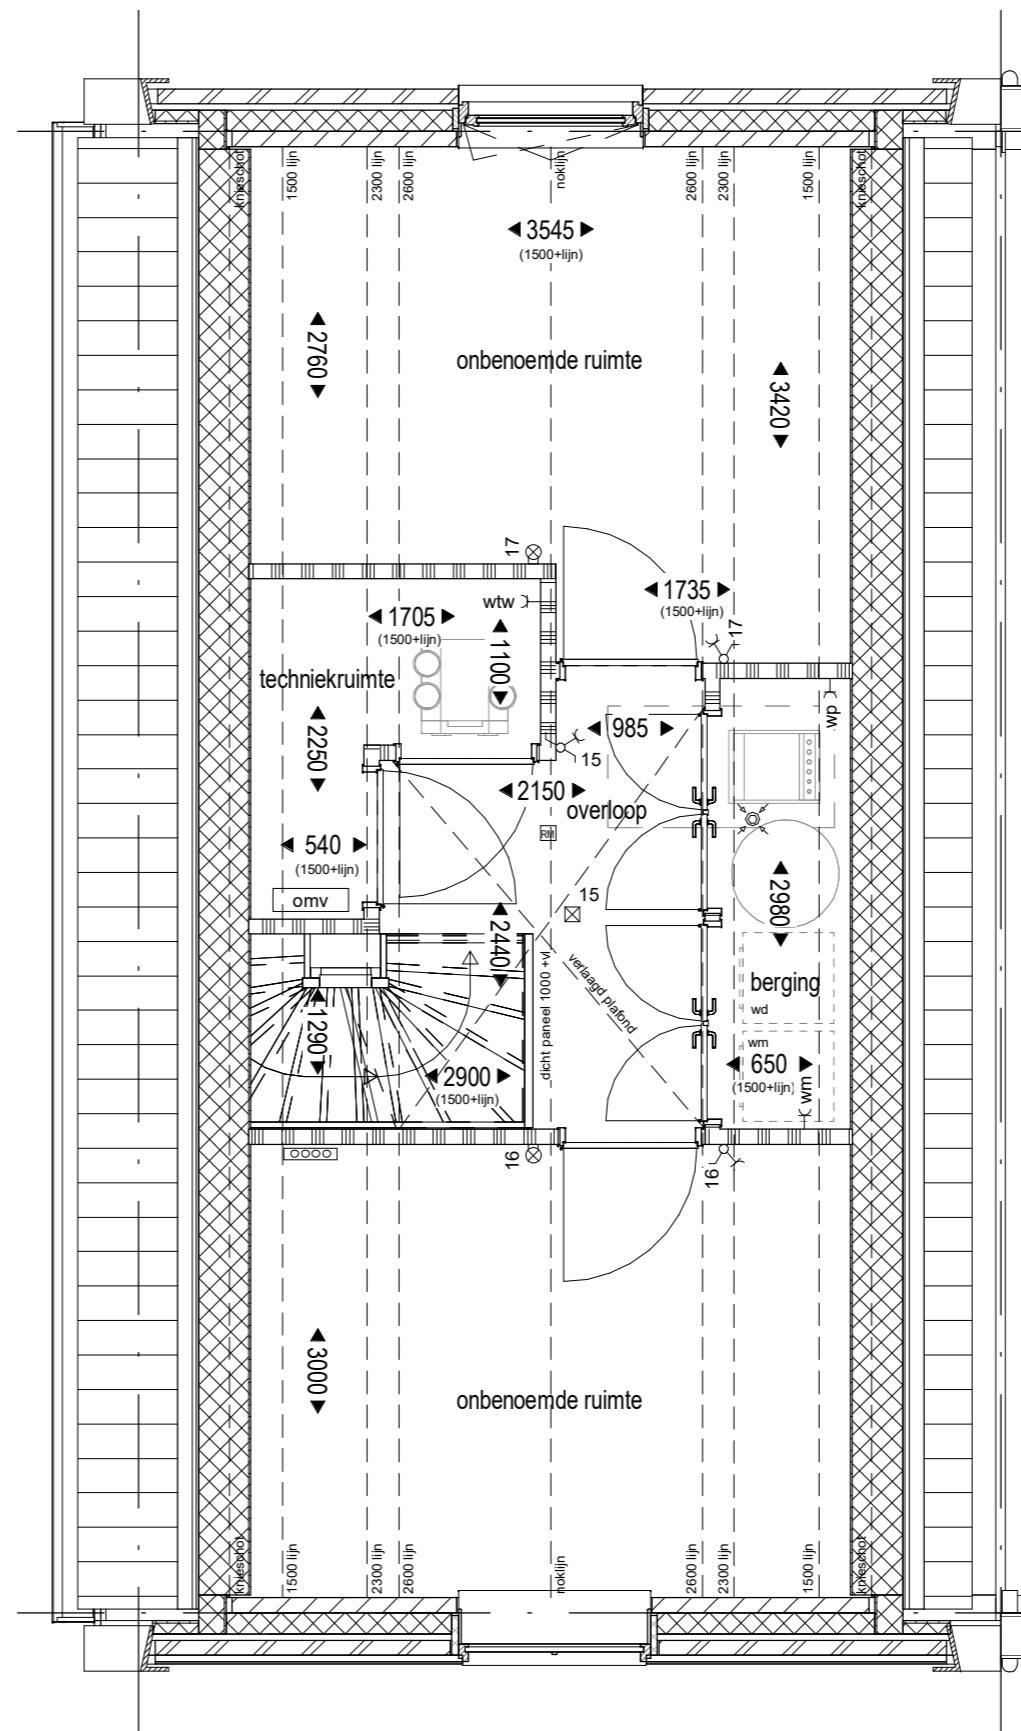 knieschot
1500 lijn
2300 lijn
2600 lijn
noklijn
2600 lijn
2300 lijn
1500 lijn
knieschot
3545
(1500+lijn)
2760
onbenoemde ruimte
3420
17
wtw
1705
(1500+lijn)
1100
1735
(1500+lijn)
17
techniekruimte
wp
2250
985
15
2150
overloop
RM
540
(1500+lijn)
omv
15
2980
2440
verlaagd plafond
dicht paneel 1000 +vl.
berging
wd
1290
wm
2900
(1500+lijn)
650
(1500+lijn)
wm
16
16
3000
onbenoemde ruimte
knieschot
1500 lijn
2300 lijn
2600 lijn
noklijn
2600 lijn
2300 lijn
1500 lijn
knieschot